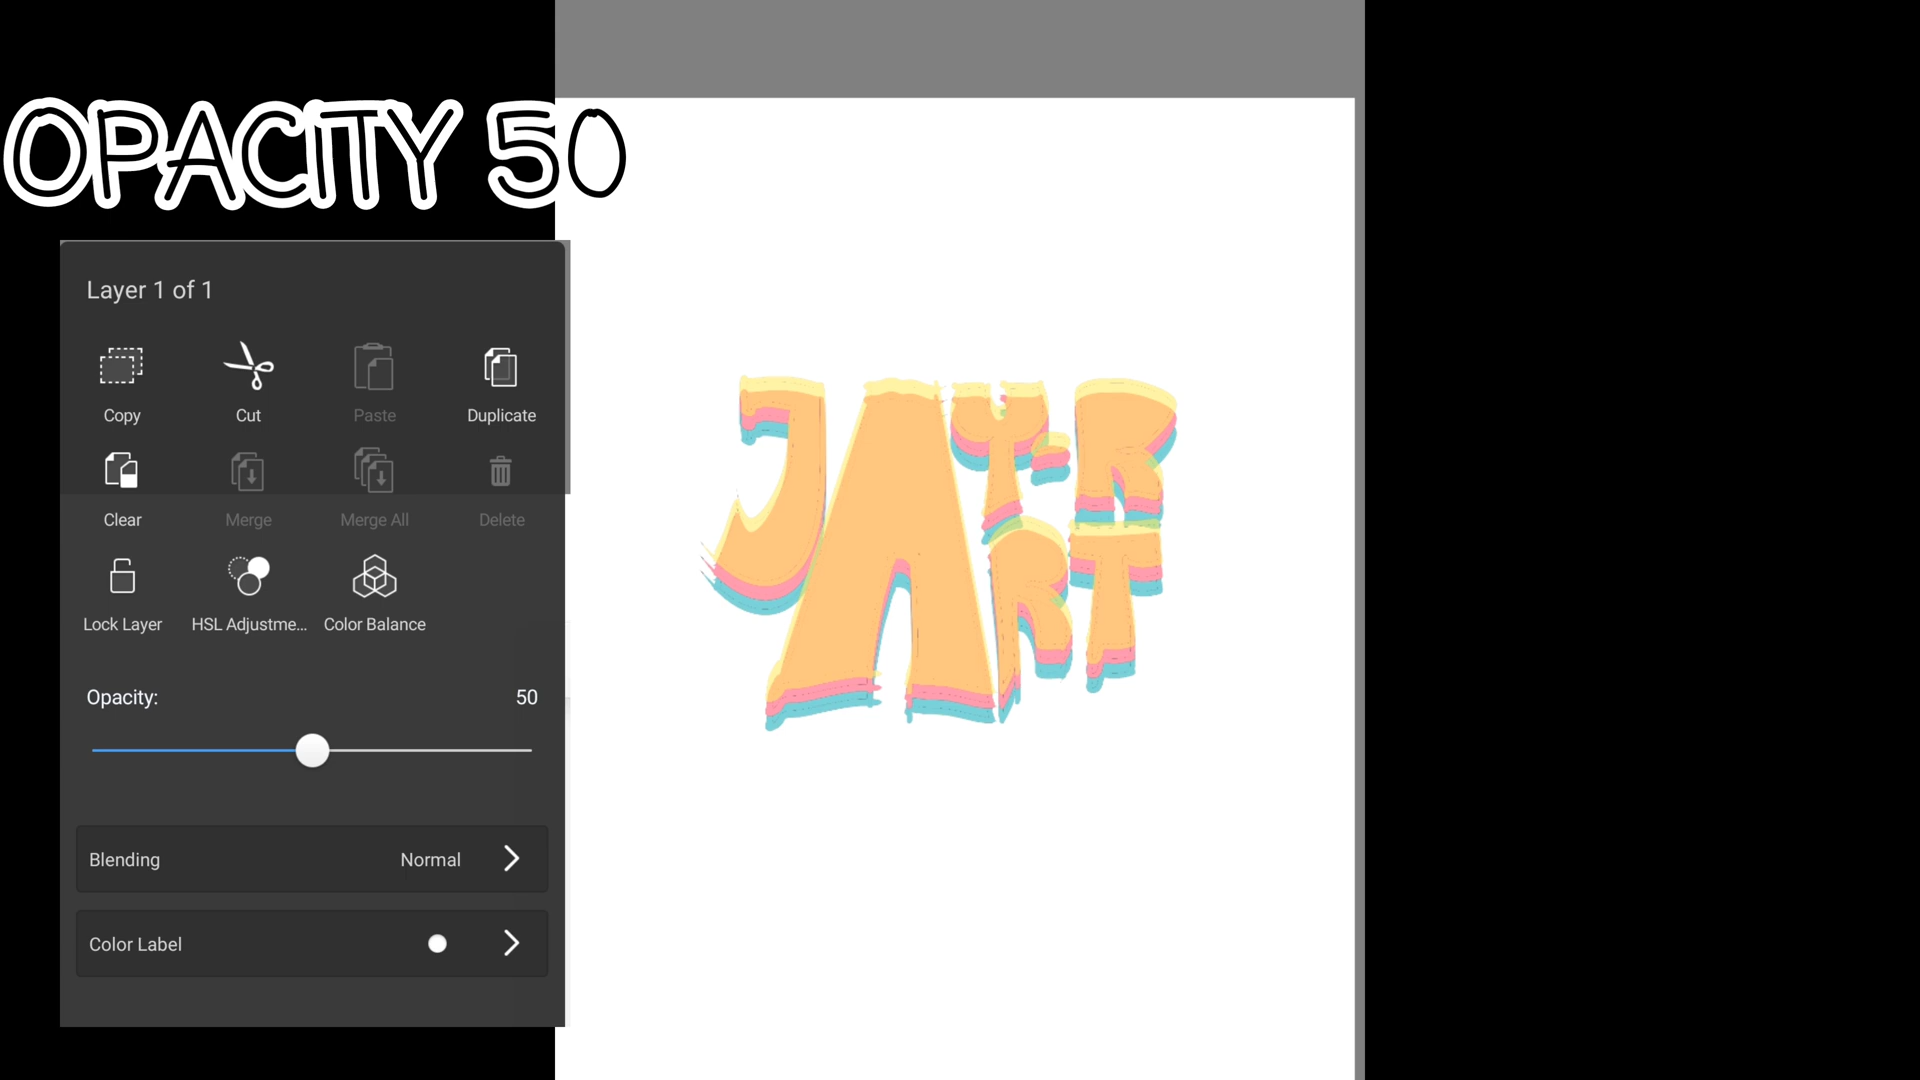 OPACITY 50
Layer 1 of 1
Copy Cut Paste Duplicate
Clear Merge Merge All Delete
Lock Layer HSL Adjustme... Color Balance
Opacity: 50
Blending Normal
Color Label
JAY-R
ART